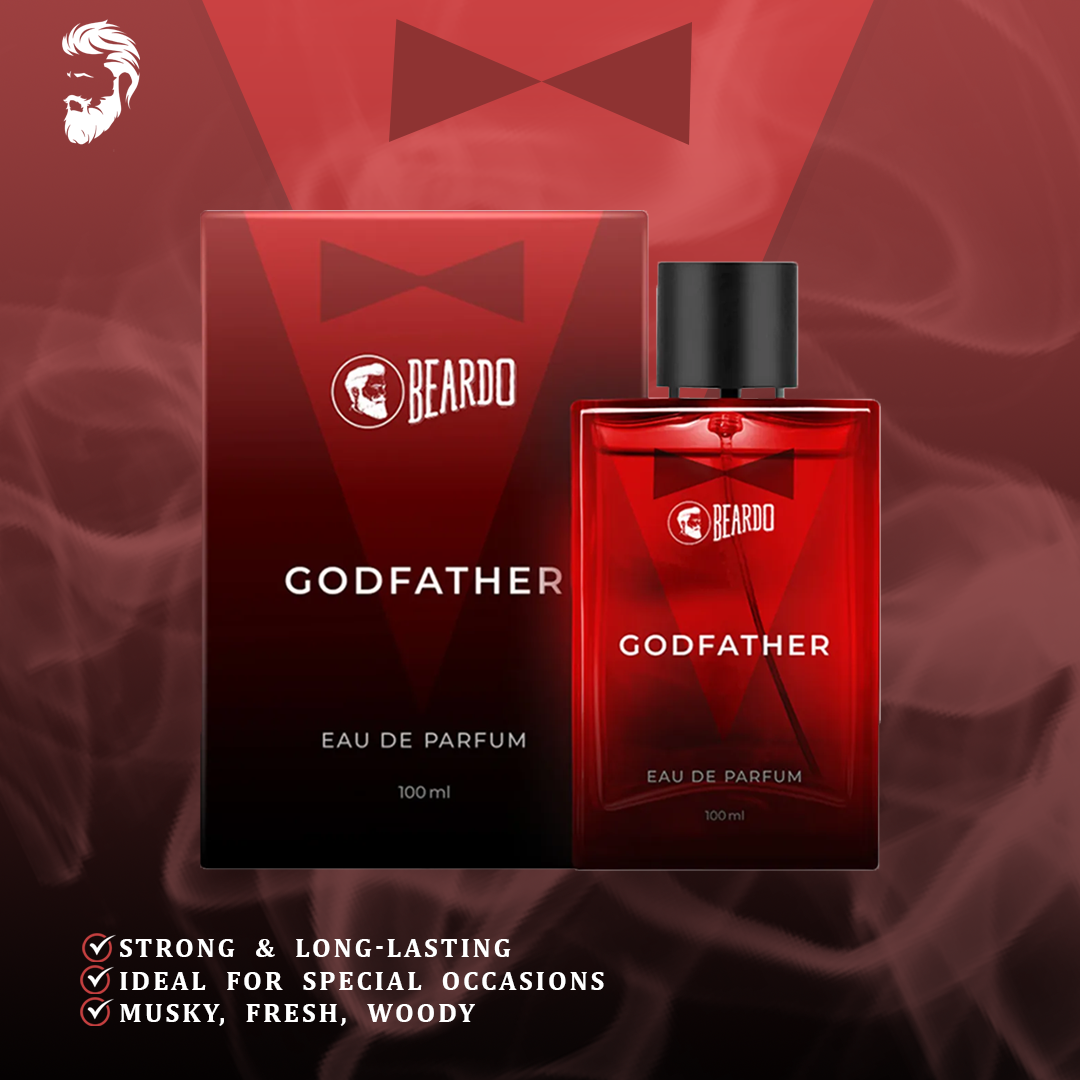 BEARDO
GODFATHER
EAU DE PARFUM
100 ml
BEARDO
GODFATHER
EAU DE PARFUM
100 ml
STRONG & LONG-LASTING
IDEAL FOR SPECIAL OCCASIONS
MUSKY, FRESH, WOODY